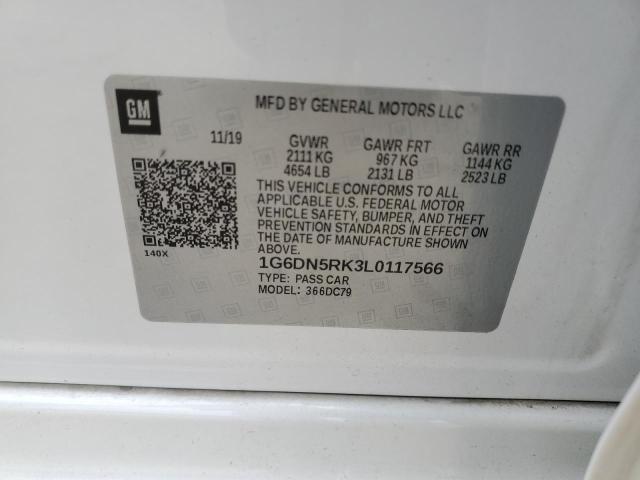 GM
MFD BY GENERAL MOTORS LLC
11/19
GVWR GAWR FRT GAWR RR
2111 KG 967 KG 1144 KG
4654 LB 2131 LB 2523 LB
THIS VEHICLE CONFORMS TO ALL
APPLICABLE U.S. FEDERAL MOTOR
VEHICLE SAFETY, BUMPER, AND THEFT
PREVENTION STANDARDS IN EFFECT ON
THE DATE OF MANUFACTURE SHOWN
ABOVE.
140X
1G6DN5RK3L0117566
TYPE: PASS CAR
MODEL: 366DC79